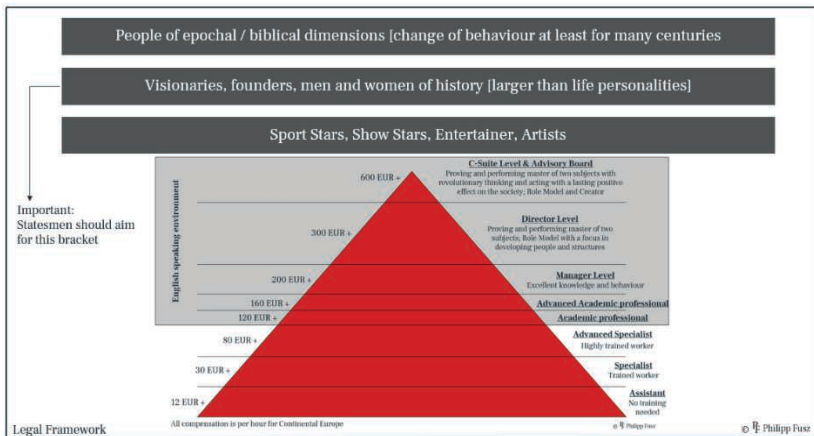 People of epochal / biblical dimensions [change of behaviour at least for many centuries
Visionaries, founders, men and women of history [larger than life personalities]
Sport Stars, Show Stars, Entertainer, Artists
Important:
Statesmen should aim
for this bracket
English speaking environment
600 EUR +
C-Suite Level & Advisory Board
Proving and performing master of two subjects with
revolutionary thinking and acting with a lasting positive
effect on the society; Role Model and Creator
300 EUR +
Director Level
Proving and performing master of two
subjects, Role Model with a focus in
developing people and structures
200 EUR +
Manager Level
Excellent knowledge and behaviour
160 EUR +
Advanced Academic professional
120 EUR +
Academic professional
80 EUR +
Advanced Specialist
Highly trained worker
30 EUR +
Specialist
Trained worker
12 EUR +
Assistant
No training
needed
All compensation is per hour for Continental Europe
© PF Philipp Fusz
Legal Framework
© PF Philipp Fusz